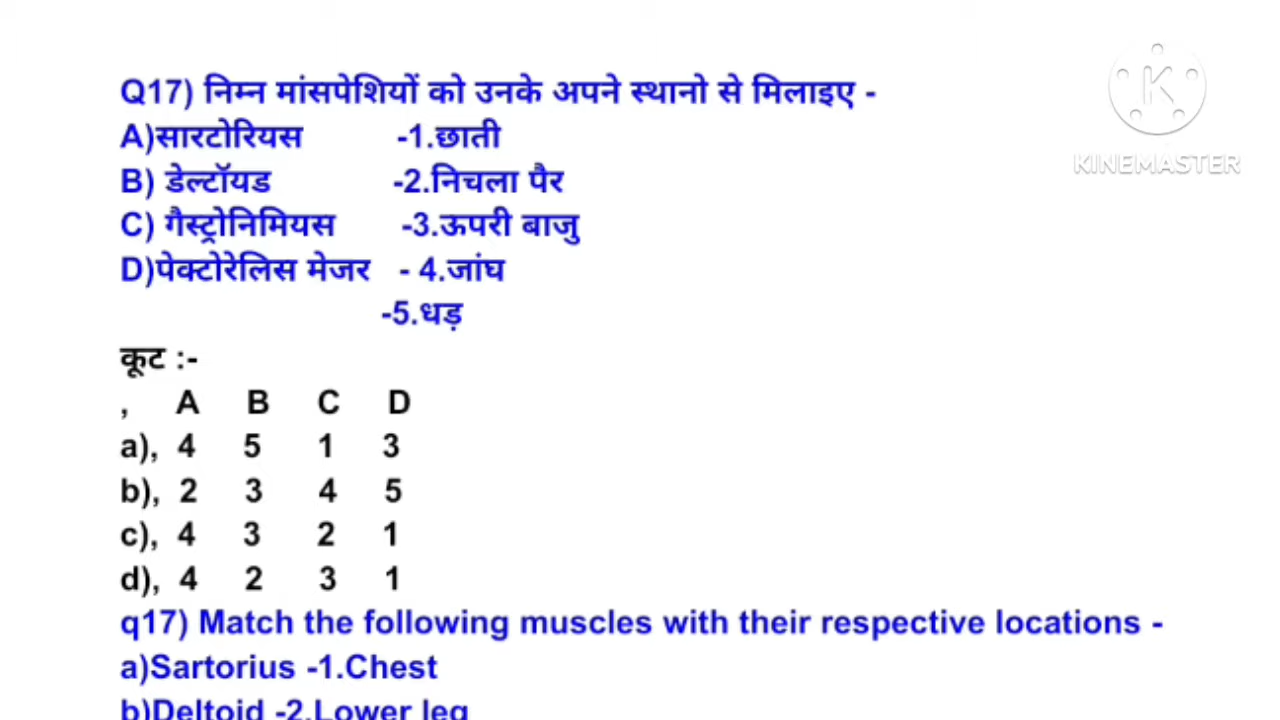 Q17) निम्न मांसपेशियों को उनके अपने स्थानो से मिलाइए -
A)सारटोरियस -1.छाती
B) डेल्टॉयड -2.निचला पैर
C) गैस्ट्रोनिमियस -3.ऊपरी बाजु
D)पेक्टोरेलिस मेजर - 4.जांघ
-5.धड़
कूट :-
, A B C D
a), 4 5 1 3
b), 2 3 4 5
c), 4 3 2 1
d), 4 2 3 1
q17) Match the following muscles with their respective locations -
a)Sartorius -1.Chest
b)Deltoid -2.Lower leg
K
KINEMASTER